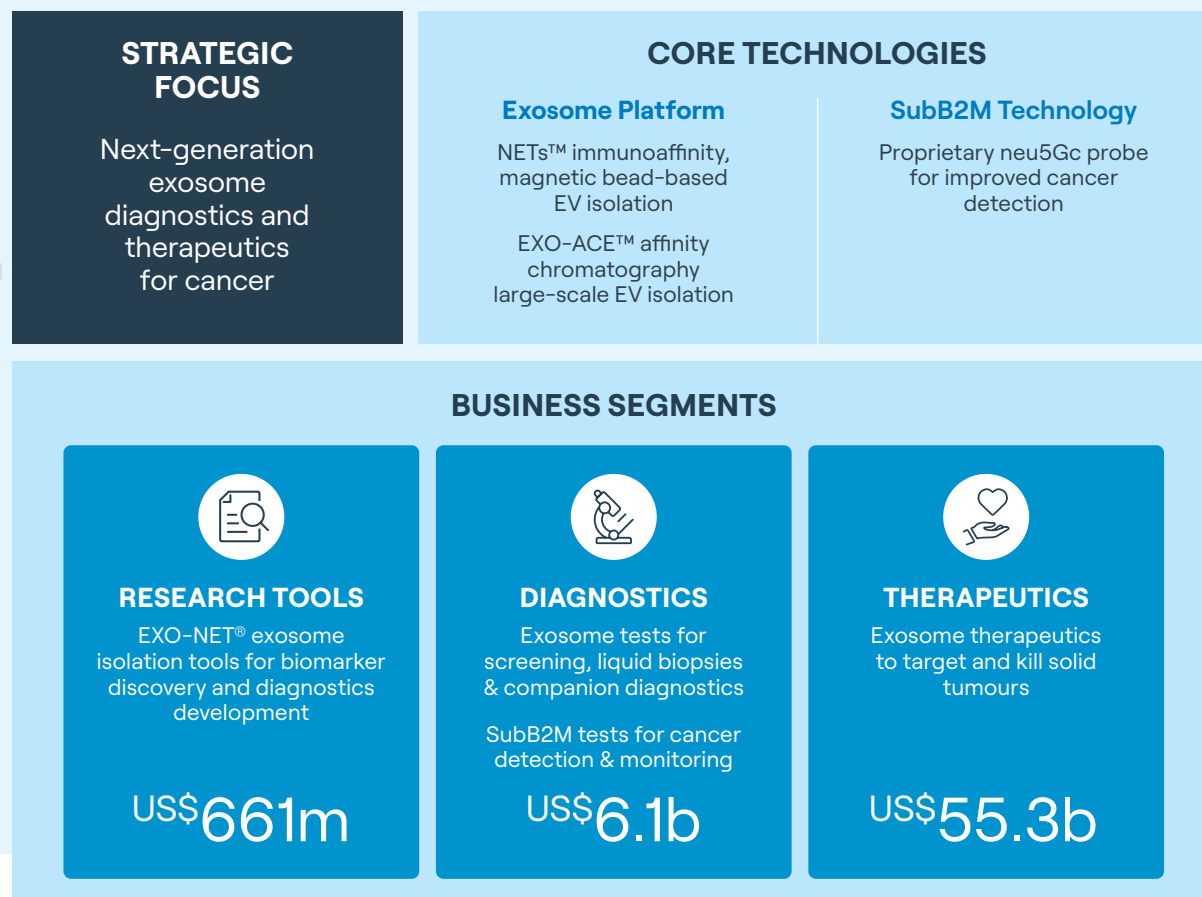 STRATEGIC
FOCUS
Next-generation
exosome
diagnostics and
therapeutics
for cancer
CORE TECHNOLOGIES
Exosome Platform
NETs™ immunoaffinity,
magnetic bead-based
EV isolation
EXO-ACE™ affinity
chromatography
large-scale EV isolation
SubB2M Technology
Proprietary neu5Gc probe
for improved cancer
detection
BUSINESS SEGMENTS
RESEARCH TOOLS
EXO-NET® exosome
isolation tools for biomarker
discovery and diagnostics
development
US$661m
DIAGNOSTICS
Exosome tests for
screening, liquid biopsies
& companion diagnostics
SubB2M tests for cancer
detection & monitoring
US$6.1b
THERAPEUTICS
Exosome therapeutics
to target and kill solid
tumours
US$55.3b